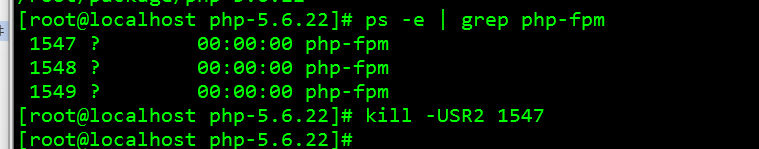 [root@localhost php-5.6.22]# ps -e | grep php-fpm
1547 ? 00:00:00 php-fpm
1548 ? 00:00:00 php-fpm
1549 ? 00:00:00 php-fpm
[root@localhost php-5.6.22]# kill -USR2 1547
[root@localhost php-5.6.22]#